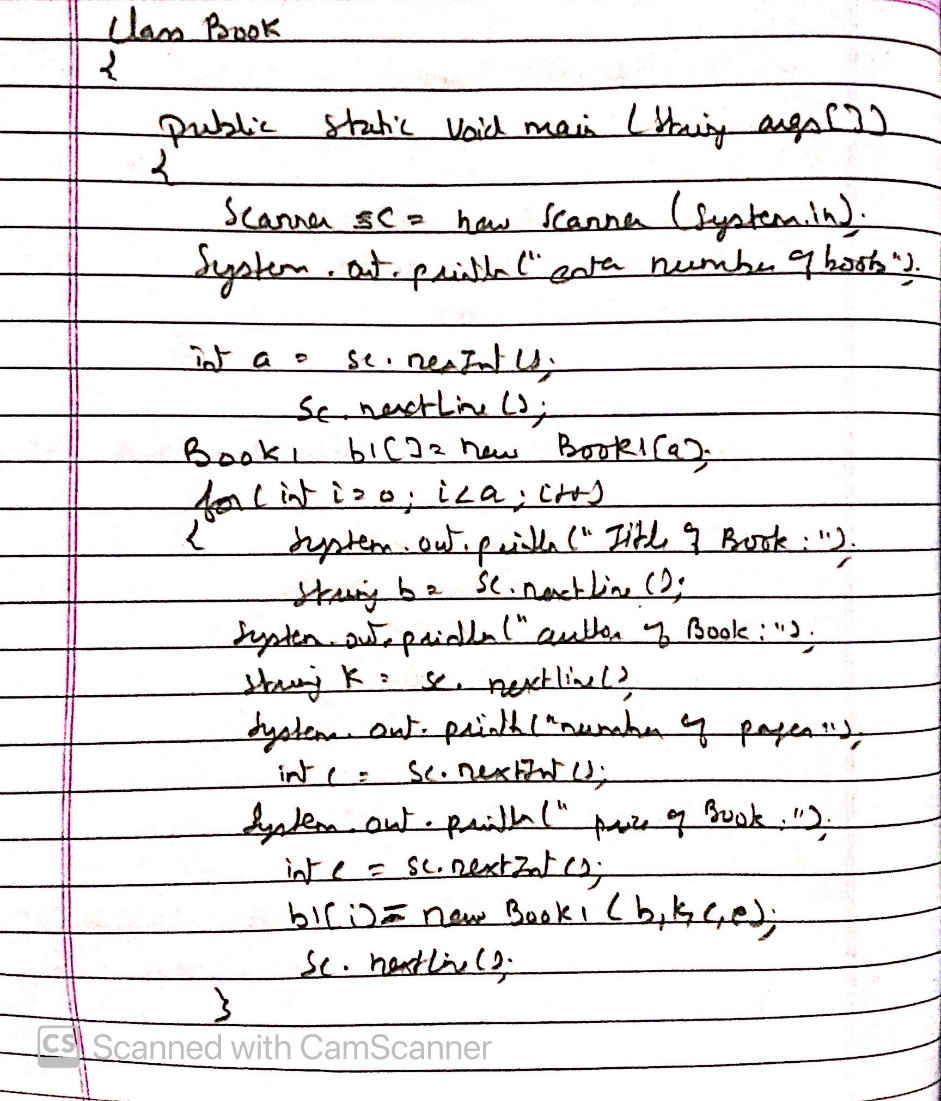 class Book
{
public static void main (String args[])
{
Scanner sc = new Scanner (System.in);
System.out.println(" enter number of books");
int a = sc.nexInt();
sc.nextLine();
Book1 b1[]= new Book1[a];
for (int i=0; i<a; i++)
{ System.out.println(" Title of Book :");
String b= sc.nextLine();
System.out.println(" author of Book :");
String k = sc.nextline();
System.out.println("number of pages :");
int c = sc.nextInt();
System.out.println(" price of Book :");
int e = sc.nextInt();
b1[i]= new Book1 (b,k,c,e);
sc.nextLine();
}
CS Scanned with CamScanner